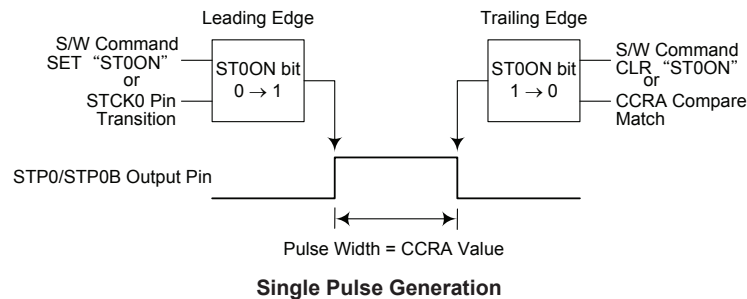 Leading Edge
S/W Command
SET “ST0ON”
or
STCK0 Pin
Transition
ST0ON bit
0 → 1
Trailing Edge
ST0ON bit
1 → 0
S/W Command
CLR “ST0ON”
or
CCRA Compare
Match
STP0/STP0B Output Pin
Pulse Width = CCRA Value
Single Pulse Generation